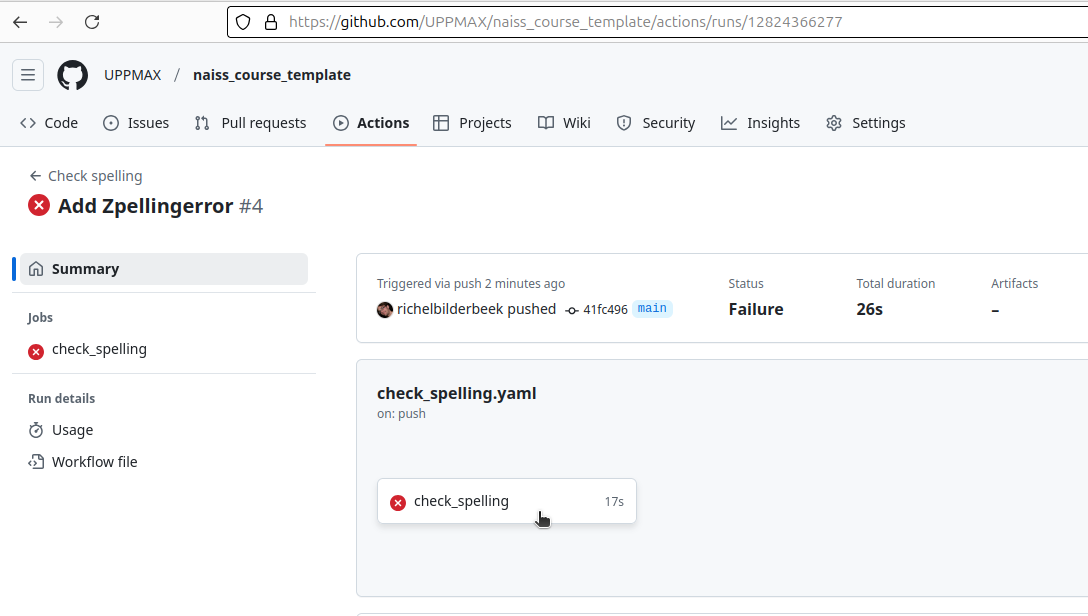 https://github.com/UPPMAX/naiss_course_template/actions/runs/12824366277
UPPMAX / naiss_course_template
Code Issues Pull requests Actions Projects Wiki Security Insights Settings
Check spelling
Add Zpellingerror #4
Summary
Jobs
check_spelling
Run details
Usage
Workflow file
Triggered via push 2 minutes ago
richelbilderbeek pushed 41fc496 main
Status
Failure
Total duration
26s
Artifacts
–
check_spelling.yaml
on: push
check_spelling 17s